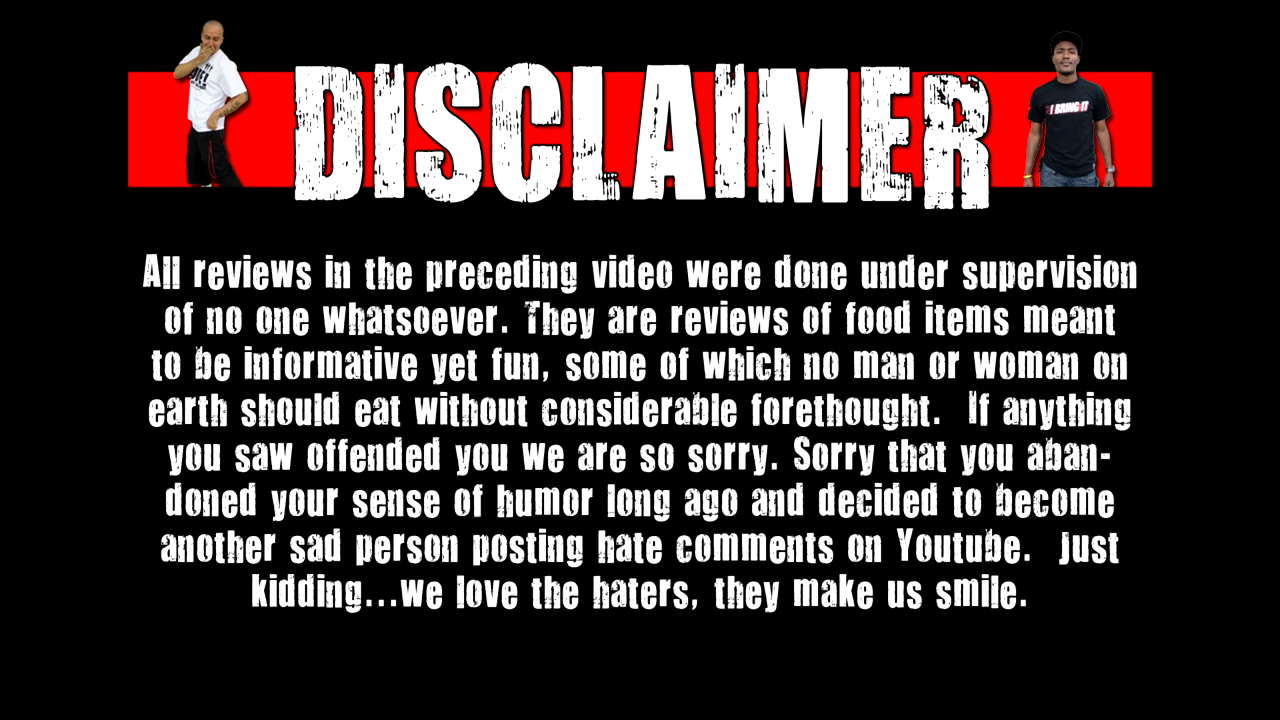 DISCLAIMER
I BRING IT
All reviews in the preceding video were done under supervision
of no one whatsoever. They are reviews of food items meant
to be informative yet fun, some of which no man or woman on
earth should eat without considerable forethought. If anything
you saw offended you we are so sorry. Sorry that you aban-
doned your sense of humor long ago and decided to become
another sad person posting hate comments on Youtube. Just
kidding...we love the haters, they make us smile.